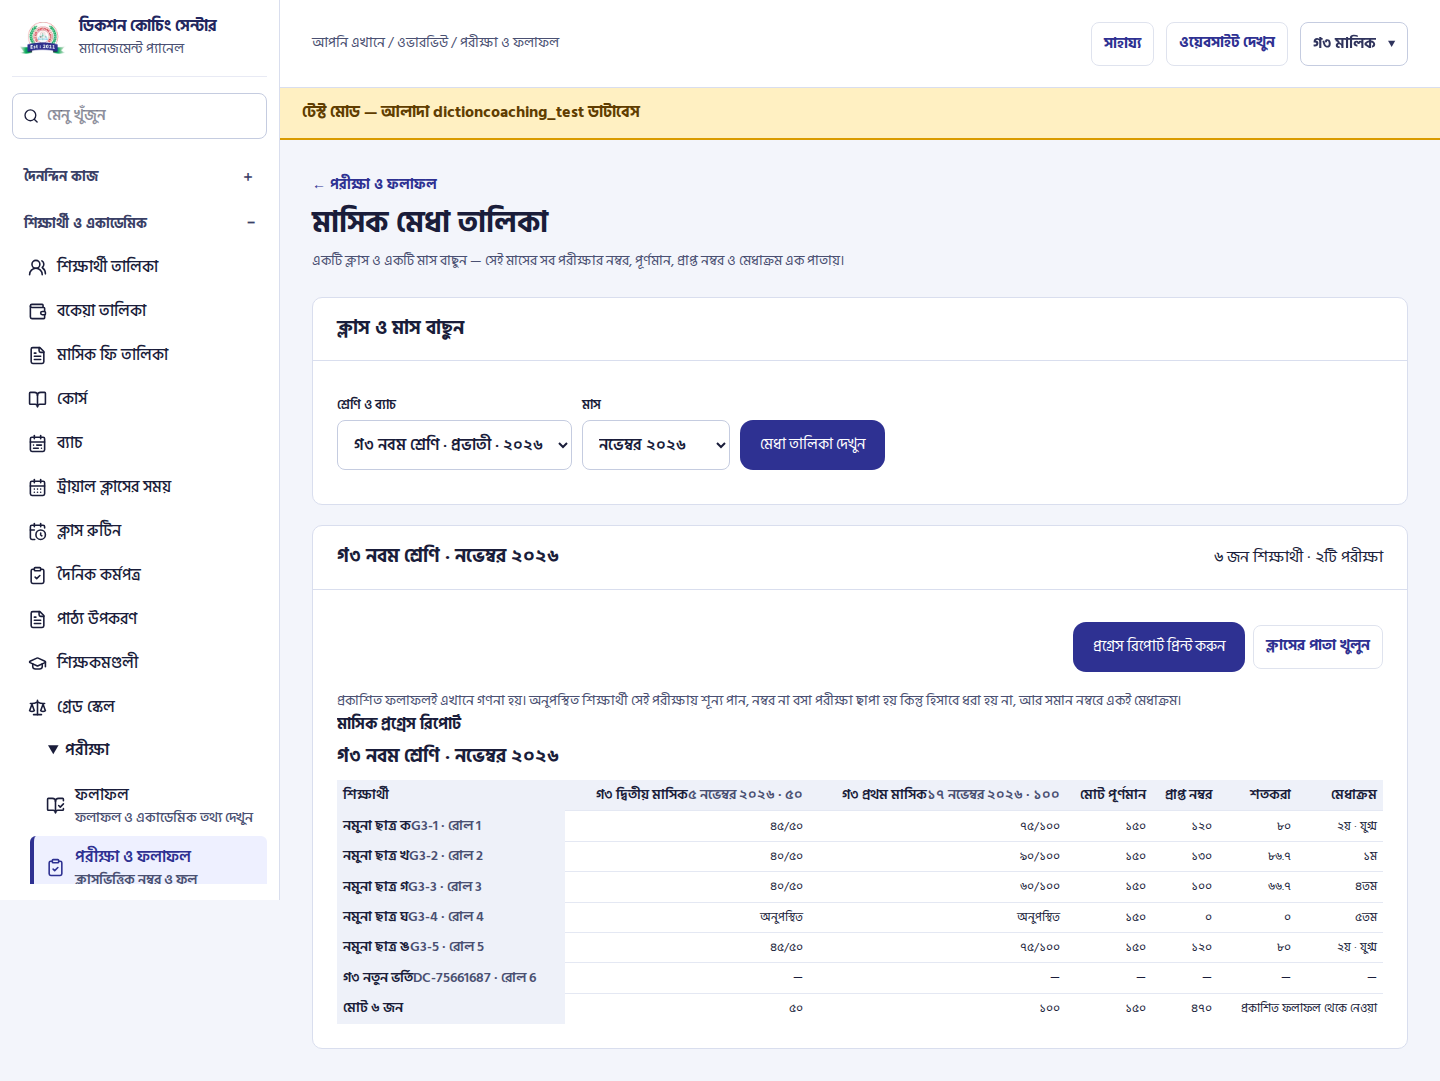 ডিকশন কোচিং সেন্টার
ম্যানেজমেন্ট প্যানেল
Est : 2011
মেনু খুঁজুন
দৈনন্দিন কাজ +
শিক্ষার্থী ও একাডেমিক −
শিক্ষার্থী তালিকা
বকেয়া তালিকা
মাসিক ফি তালিকা
কোর্স
ব্যাচ
ট্রায়াল ক্লাসের সময়
ক্লাস রুটিন
দৈনিক কর্মপত্র
পাঠ্য উপকরণ
শিক্ষকমণ্ডলী
গ্রেড স্কেল
▼ পরীক্ষা
ফলাফল
ফলাফল ও একাডেমিক তথ্য দেখুন
পরীক্ষা ও ফলাফল
ক্লাসভিত্তিক নম্বর ও ফল
আপনি এখানে / ওভারভিউ / পরীক্ষা ও ফলাফল
সাহায্য
ওয়েবসাইট দেখুন
গ৩ মালিক ▼
টেস্ট মোড — আলাদা dictioncoaching_test ডাটাবেস
← পরীক্ষা ও ফলাফল
মাসিক মেধা তালিকা
একটি ক্লাস ও একটি মাস বাছুন — সেই মাসের সব পরীক্ষার নম্বর, পূর্ণমান, প্রাপ্ত নম্বর ও মেধাক্রম এক পাতায়।
ক্লাস ও মাস বাছুন
শ্রেণি ও ব্যাচ মাস
গ৩ নবম শ্রেণি · প্রভাতী · ২০২৬ নভেম্বর ২০২৬ মেধা তালিকা দেখুন
গ৩ নবম শ্রেণি · নভেম্বর ২০২৬ ৬ জন শিক্ষার্থী · ২টি পরীক্ষা
প্রগ্রেস রিপোর্ট প্রিন্ট করুন ক্লাসের পাতা খুলুন
প্রকাশিত ফলাফলই এখানে গণনা হয়। অনুপস্থিত শিক্ষার্থী সেই পরীক্ষায় শূন্য পান, নম্বর না বসা পরীক্ষা ছাপা হয় কিন্তু হিসাবে ধরা হয় না, আর সমান নম্বরে একই মেধাক্রম।
মাসিক প্রগ্রেস রিপোর্ট
গ৩ নবম শ্রেণি · নভেম্বর ২০২৬
শিক্ষার্থী গ৩ দ্বিতীয় মাসিক৫ নভেম্বর ২০২৬ · ৫০ গ৩ প্রথম মাসিক১৭ নভেম্বর ২০২৬ · ১০০ মোট পূর্ণমান প্রাপ্ত নম্বর শতকরা মেধাক্রম
নমুনা ছাত্র কG3-1 · রোল 1 ৪৫/৫০ ৭৫/১০০ ১৫০ ১২০ ৮০ ২য় · যুগ্ম
নমুনা ছাত্র খG3-2 · রোল 2 ৪০/৫০ ৯০/১০০ ১৫০ ১৩০ ৮৬.৭ ১ম
নমুনা ছাত্র গG3-3 · রোল 3 ৪০/৫০ ৬০/১০০ ১৫০ ১০০ ৬৬.৭ ৪তম
নমুনা ছাত্র ঘG3-4 · রোল 4 অনুপস্থিত অনুপস্থিত ১৫০ ০ ০ ৫তম
নমুনা ছাত্র ঙG3-5 · রোল 5 ৪৫/৫০ ৭৫/১০০ ১৫০ ১২০ ৮০ ২য় · যুগ্ম
গ৩ নতুন ভর্তিDC-75661687 · রোল 6 — — — — — —
মোট ৬ জন ৫০ ১০০ ১৫০ ৪৭০ প্রকাশিত ফলাফল থেকে নেওয়া